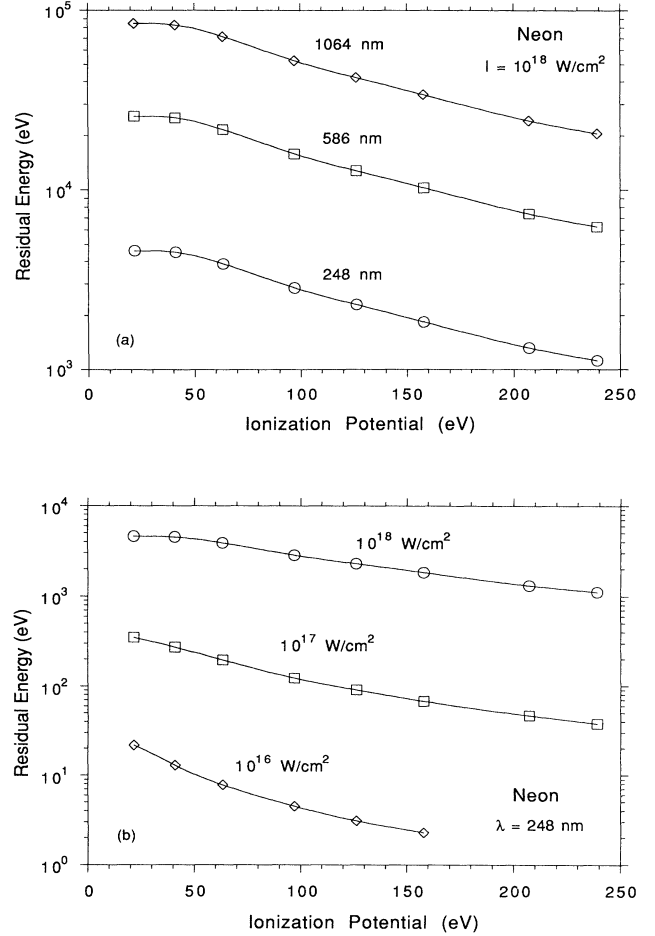 10^5
1064 nm
Neon
I = 10^18 W/cm^2
586 nm
Residual Energy (eV)
10^4
248 nm
(a)
10^3
0 50 100 150 200 250
Ionization Potential (eV)
10^4
10^18 W/cm^2
10^3
Residual Energy (eV)
10^17 W/cm^2
10^2
10^16 W/cm^2
10^1
Neon
(b)
λ = 248 nm
10^0
0 50 100 150 200 250
Ionization Potential (eV)